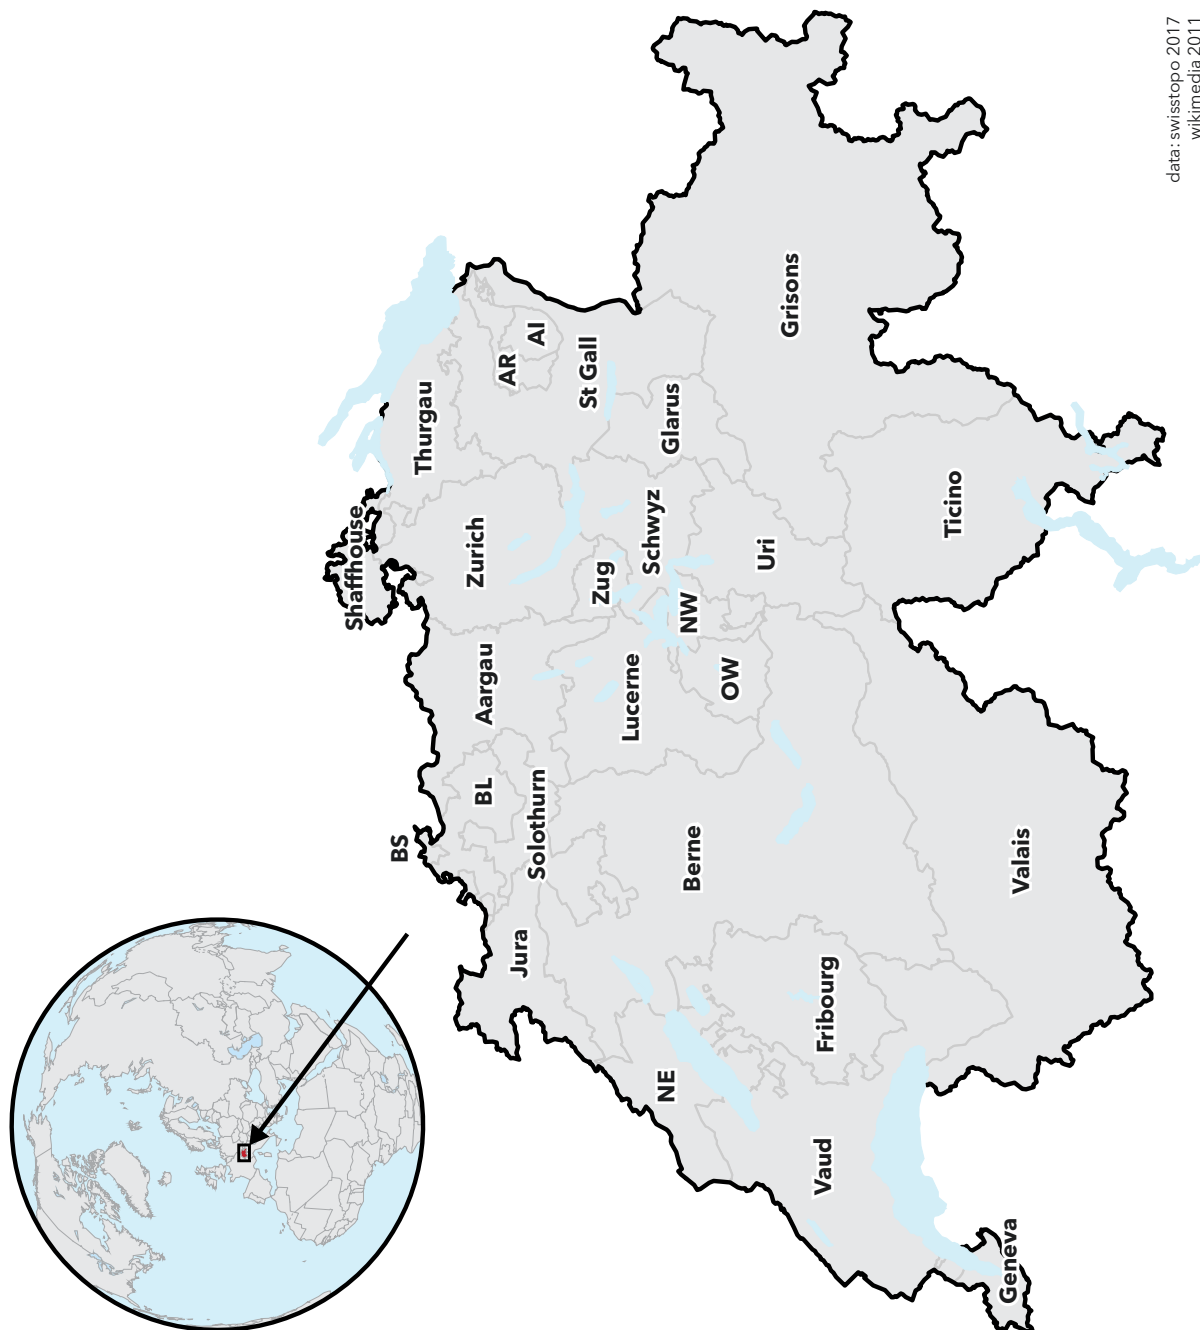 Shaffhouse
BS
Thurgau
Zurich
Aargau
BL
AR
AI
Jura
Solothurn
St Gall
Zug
Lucerne
Schwyz
Glarus
NE
Berne
NW
OW
Uri
Grisons
Vaud
Fribourg
Ticino
Valais
Geneva
data: swisstopo 2017
wikimedia 2011